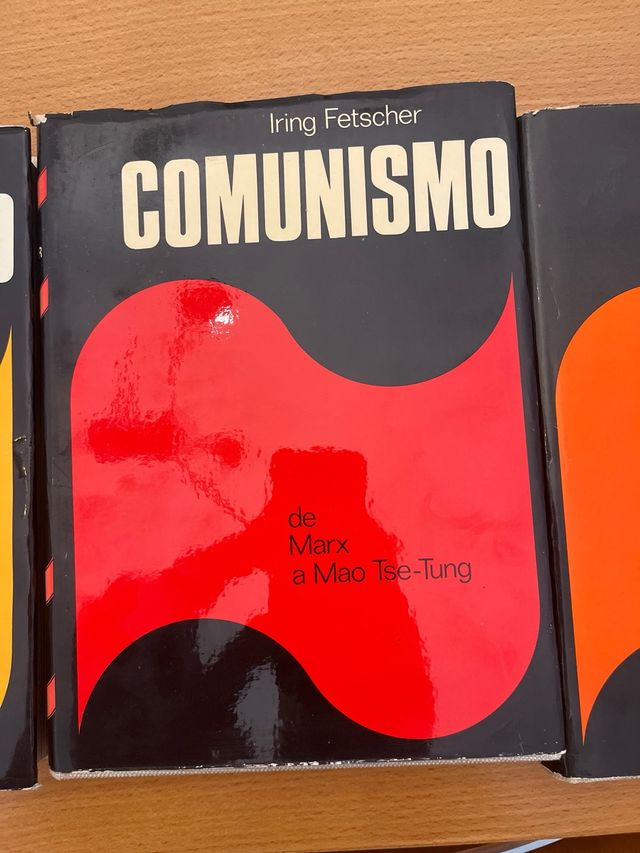 Iring Fetscher
COMUNISMO
de
Marx
a Mao Tse-Tung